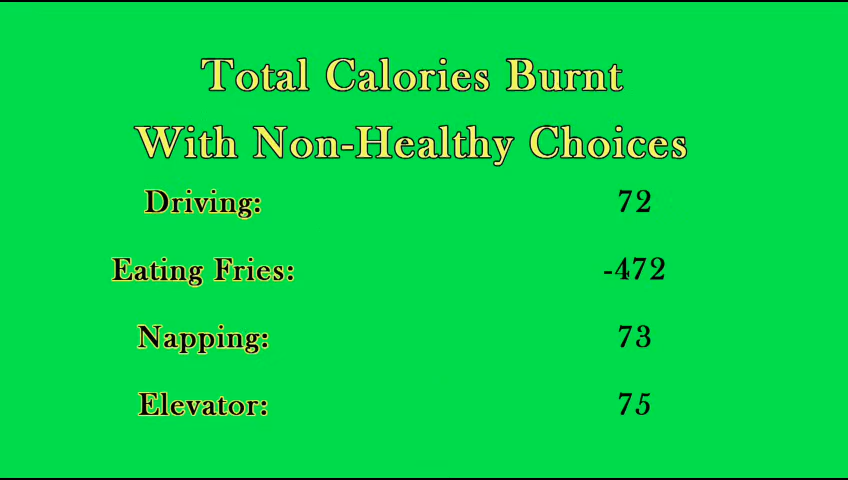 Total Calories Burnt
With Non-Healthy Choices
Driving: 72
Eating Fries: -472
Napping: 73
Elevator: 75